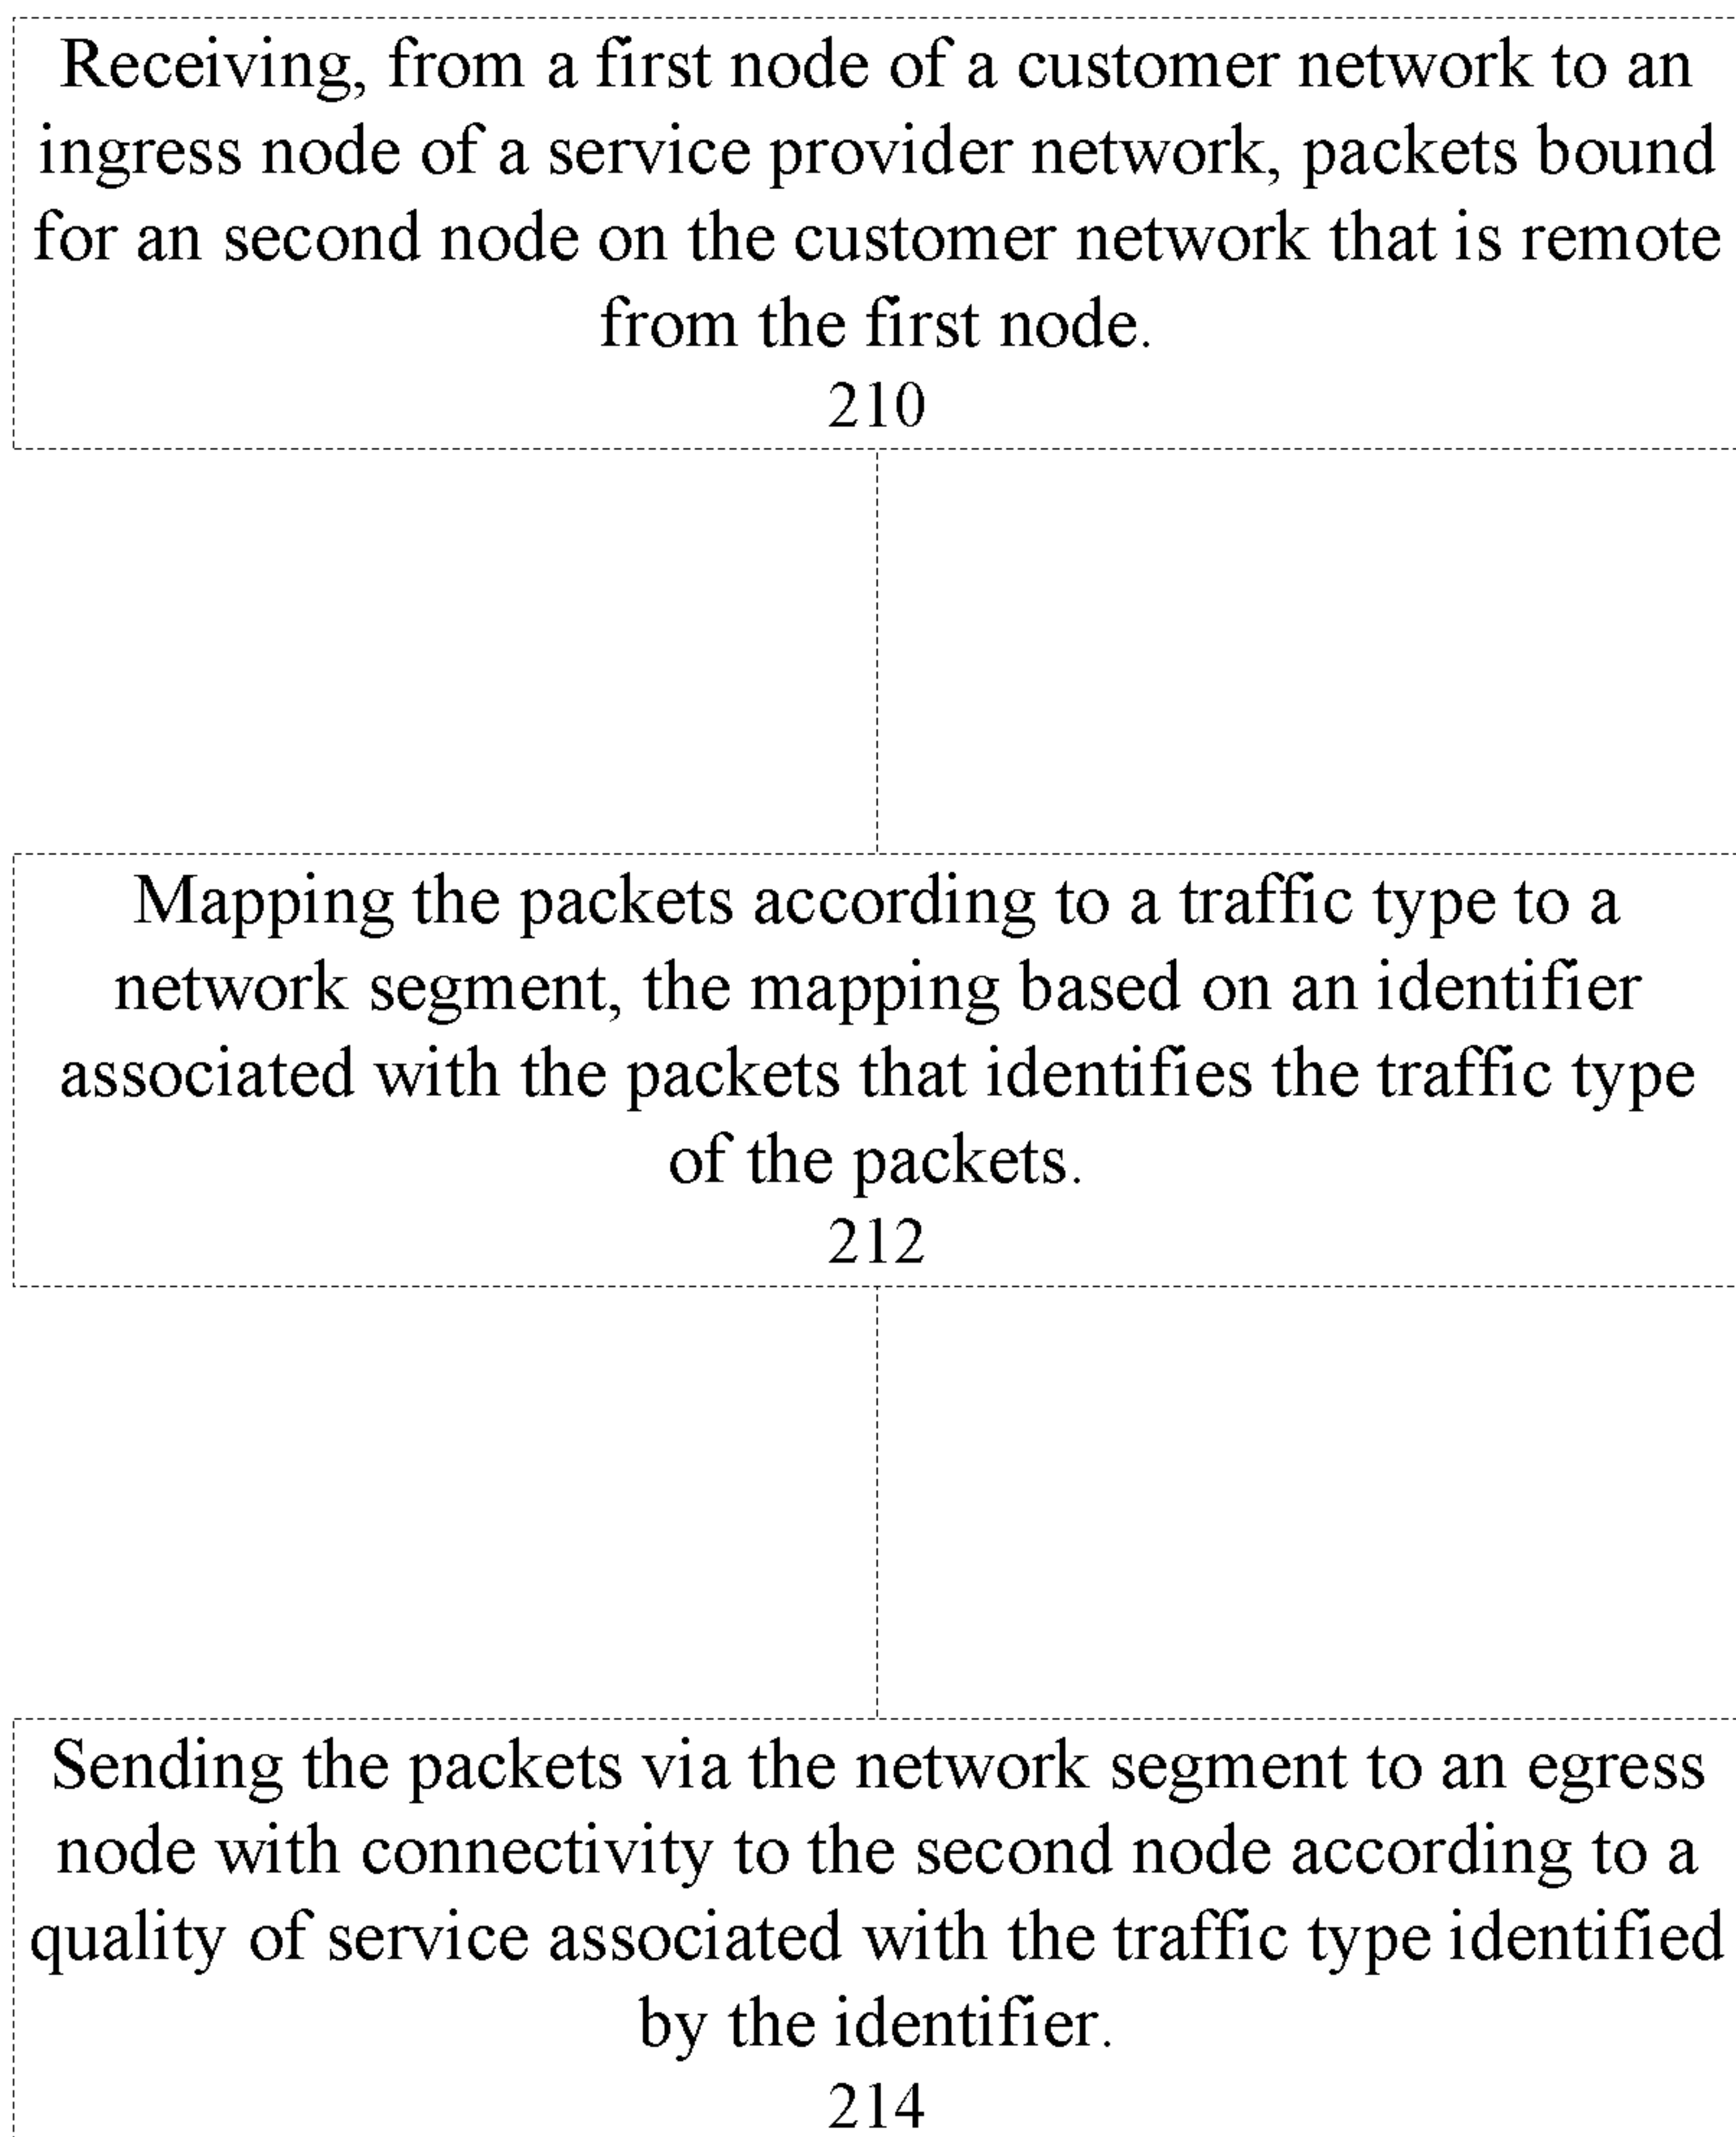 Receiving, from a first node of a customer network to an
ingress node of a service provider network, packets bound
for an second node on the customer network that is remote
from the first node.
210
Mapping the packets according to a traffic type to a
network segment, the mapping based on an identifier
associated with the packets that identifies the traffic type
of the packets.
212
Sending the packets via the network segment to an egress
node with connectivity to the second node according to a
quality of service associated with the traffic type identified
by the identifier.
214